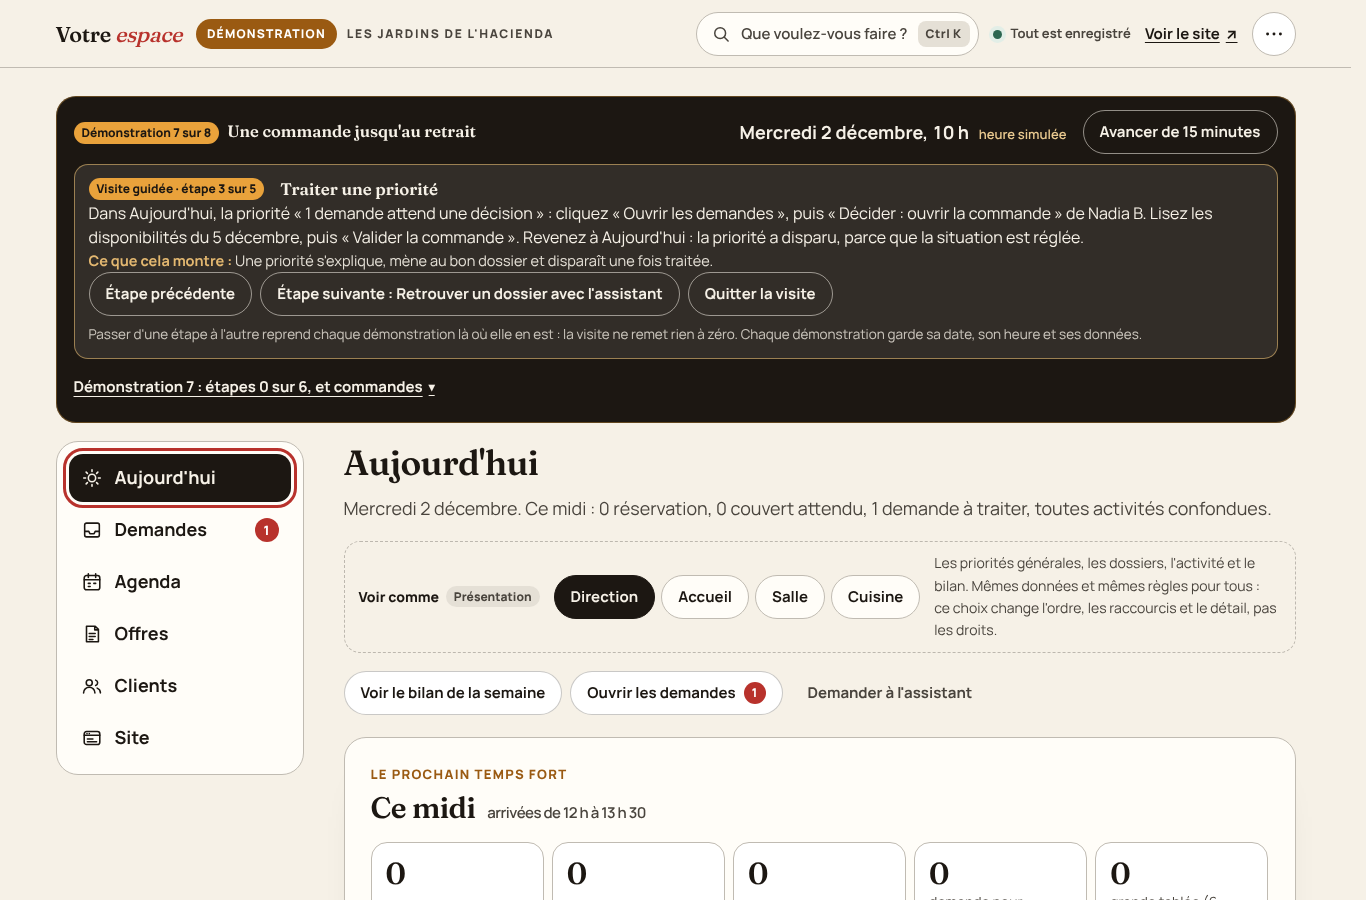 Votre espace DÉMONSTRATION LES JARDINS DE L'HACIENDA Que voulez-vous faire ? Ctrl K Tout est enregistré Voir le site ↗ ···
Démonstration 7 sur 8 Une commande jusqu'au retrait Mercredi 2 décembre, 10 h heure simulée Avancer de 15 minutes
Visite guidée · étape 3 sur 5 Traiter une priorité
Dans Aujourd'hui, la priorité « 1 demande attend une décision » : cliquez « Ouvrir les demandes », puis « Décider : ouvrir la commande » de Nadia B. Lisez les
disponibilités du 5 décembre, puis « Valider la commande ». Revenez à Aujourd'hui : la priorité a disparu, parce que la situation est réglée.
Ce que cela montre : Une priorité s'explique, mène au bon dossier et disparaît une fois traitée.
Étape précédente Étape suivante : Retrouver un dossier avec l'assistant Quitter la visite
Passer d'une étape à l'autre reprend chaque démonstration là où elle en est : la visite ne remet rien à zéro. Chaque démonstration garde sa date, son heure et ses données.
Démonstration 7 : étapes 0 sur 6, et commandes ▾
Aujourd'hui
Demandes 1
Agenda
Offres
Clients
Site
Aujourd'hui
Mercredi 2 décembre. Ce midi : 0 réservation, 0 couvert attendu, 1 demande à traiter, toutes activités confondues.
Voir comme Présentation Direction Accueil Salle Cuisine
Les priorités générales, les dossiers, l'activité et le
bilan. Mêmes données et mêmes règles pour tous :
ce choix change l'ordre, les raccourcis et le détail, pas
les droits.
Voir le bilan de la semaine Ouvrir les demandes 1 Demander à l'assistant
LE PROCHAIN TEMPS FORT
Ce midi arrivées de 12 h à 13 h 30
0 0 0 0 0